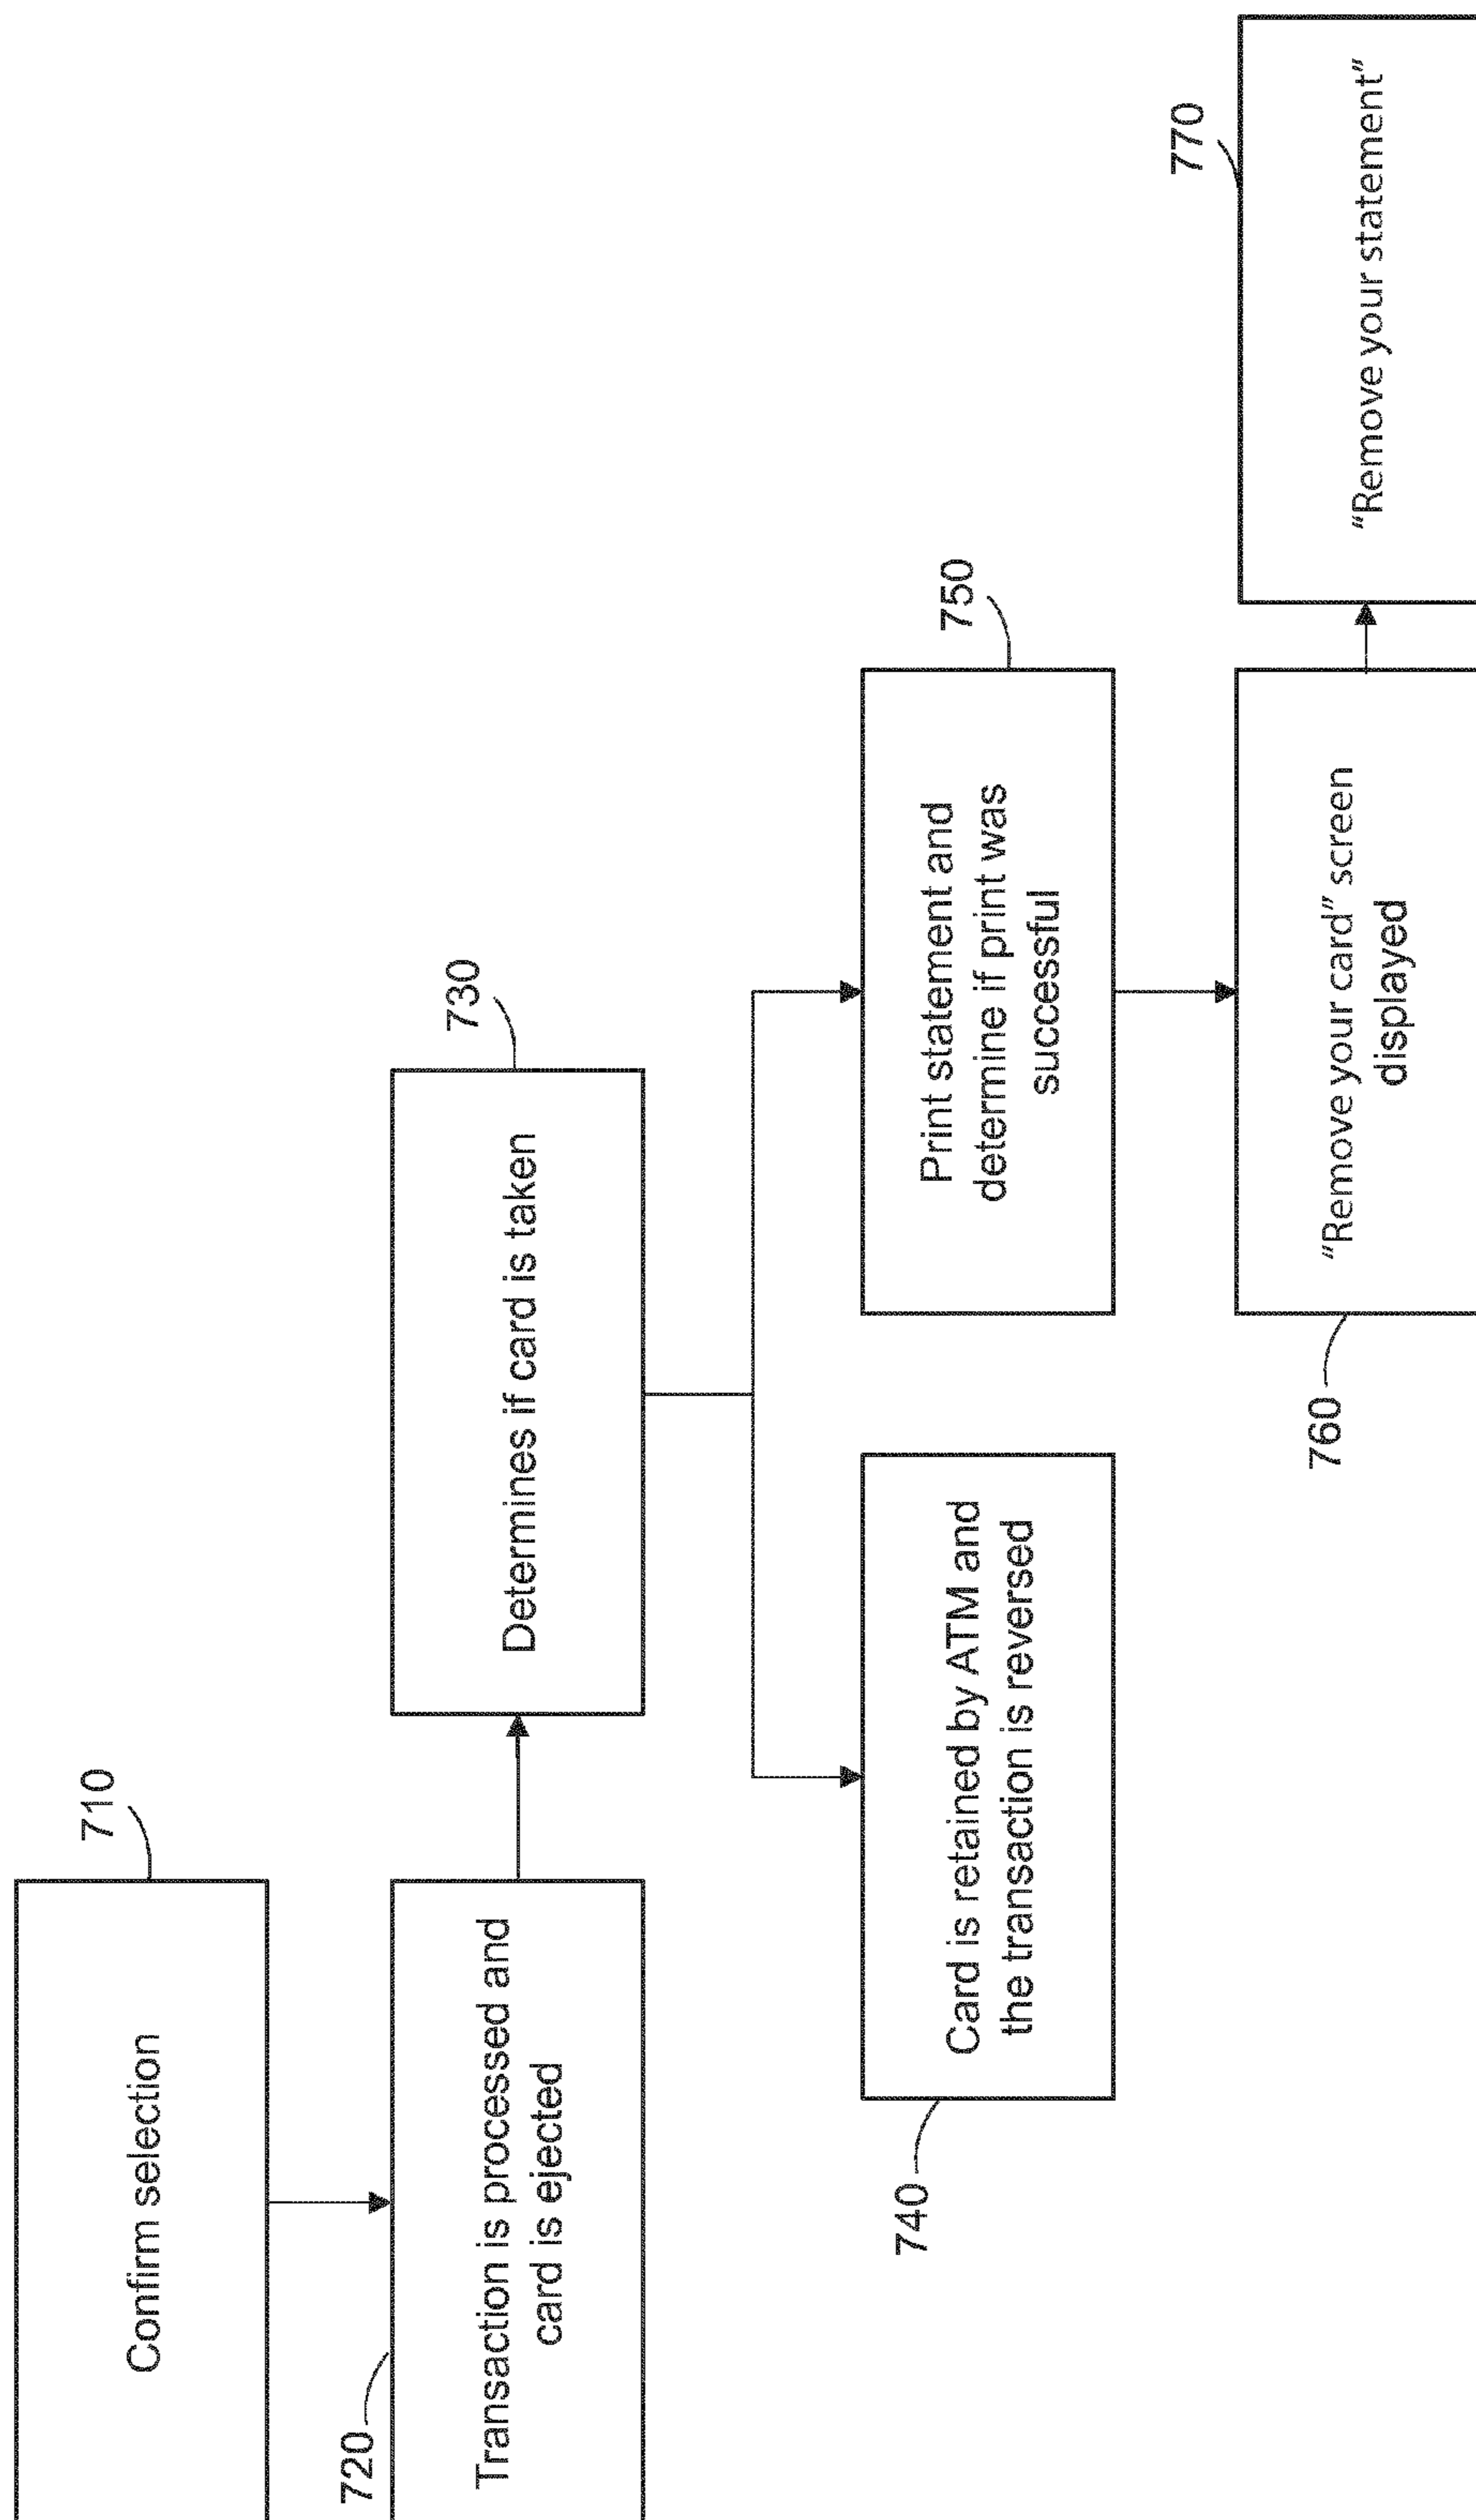 710
Confirm selection
720
Transaction is processed and
card is ejected
730
Determines if card is taken
740
Card is retained by ATM and
the transaction is reversed
750
Print statement and
determine if print was
successful
760
“Remove your card” screen
displayed
770
“Remove your statement”